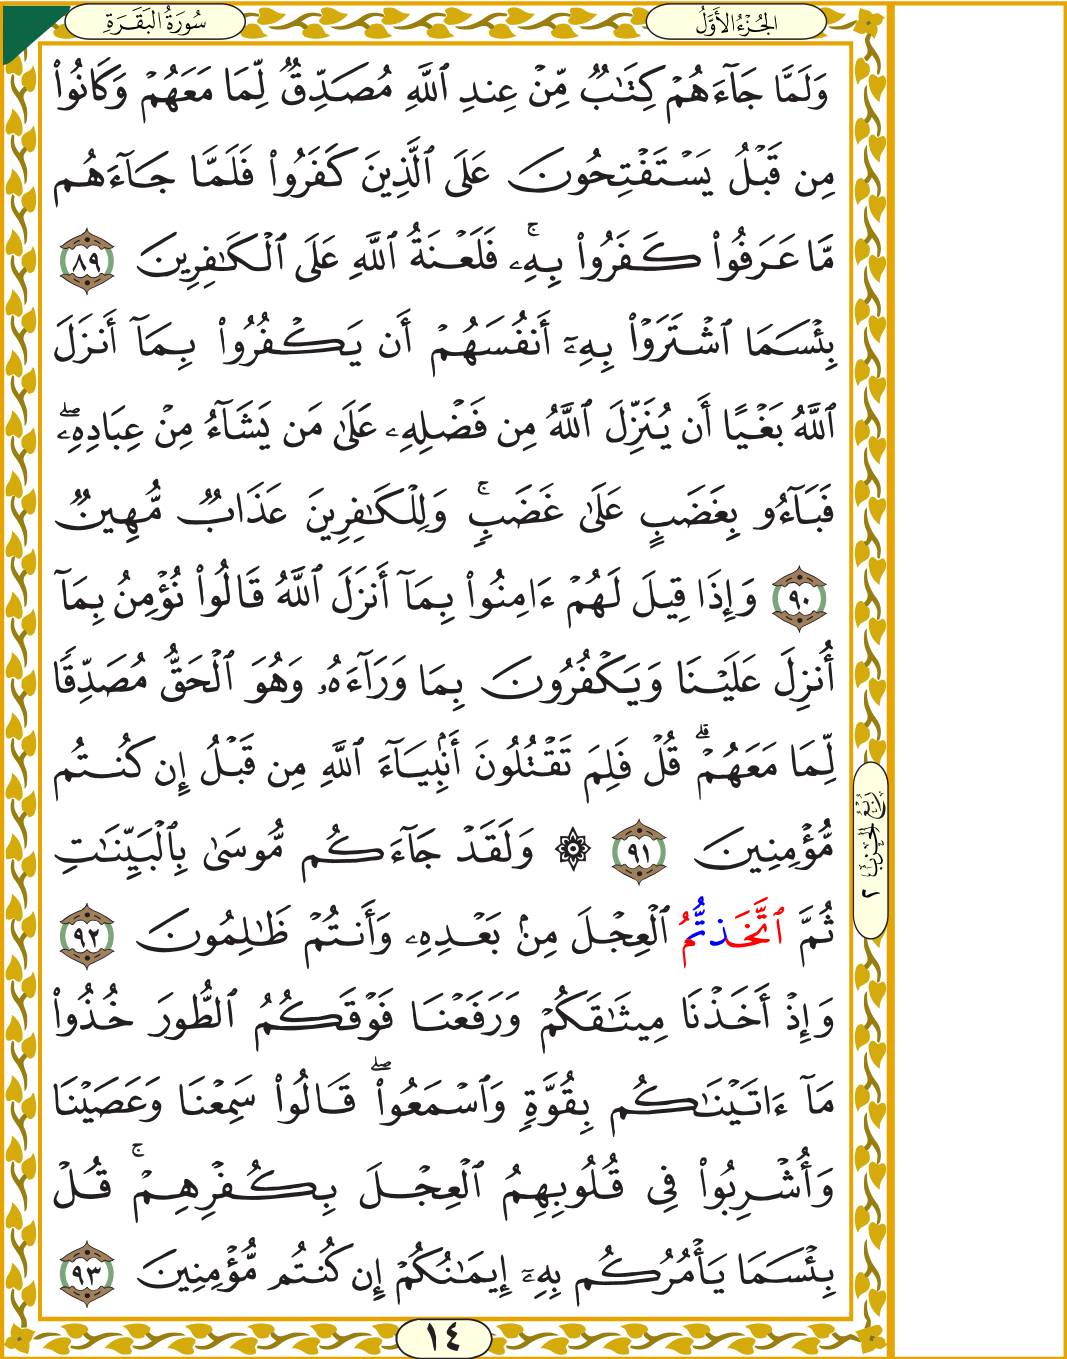 سُورَةُ البَقَرَةِ
الجُزْءُ الأَوَّلُ
وَلَمَّا جَآءَهُمْ كِتَٰبٌ مِّنْ عِندِ ٱللَّهِ مُصَدِّقٌ لِّمَا مَعَهُمْ وَكَانُوا۟
مِن قَبْلُ يَسْتَفْتِحُونَ عَلَى ٱلَّذِينَ كَفَرُوا۟ فَلَمَّا جَآءَهُم
مَّا عَرَفُوا۟ كَفَرُوا۟ بِهِۦۚ فَلَعْنَةُ ٱللَّهِ عَلَى ٱلْكَٰفِرِينَ ٨٩
بِئْسَمَا ٱشْتَرَوْا۟ بِهِۦٓ أَنفُسَهُمْ أَن يَكْفُرُوا۟ بِمَآ أَنزَلَ
ٱللَّهُ بَغْيًا أَن يُنَزِّلَ ٱللَّهُ مِن فَضْلِهِۦ عَلَىٰ مَن يَشَآءُ مِنْ عِبَادِهِۦۖ
فَبَآءُو بِغَضَبٍ عَلَىٰ غَضَبٍۚ وَلِلْكَٰفِرِينَ عَذَابٌ مُّهِينٌ
٩٠ وَإِذَا قِيلَ لَهُمْ ءَامِنُوا۟ بِمَآ أَنزَلَ ٱللَّهُ قَالُوا۟ نُؤْمِنُ بِمَآ
أُنزِلَ عَلَيْنَا وَيَكْفُرُونَ بِمَا وَرَآءَهُۥ وَهُوَ ٱلْحَقُّ مُصَدِّقًا
لِّمَا مَعَهُمْۗ قُلْ فَلِمَ تَقْتُلُونَ أَنۢبِيَآءَ ٱللَّهِ مِن قَبْلُ إِن كُنتُم
مُّؤْمِنِينَ ٩١ ۞ وَلَقَدْ جَآءَكُم مُّوسَىٰ بِٱلْبَيِّنَٰتِ
ثُمَّ ٱتَّخَذتُّمُ ٱلْعِجْلَ مِنۢ بَعْدِهِۦ وَأَنتُمْ ظَٰلِمُونَ ٩٢
وَإِذْ أَخَذْنَا مِيثَٰقَكُمْ وَرَفَعْنَا فَوْقَكُمُ ٱلطُّورَ خُذُوا۟
مَآ ءَاتَيْنَٰكُم بِقُوَّةٍ وَٱسْمَعُوا۟ۖ قَالُوا۟ سَمِعْنَا وَعَصَيْنَا
وَأُشْرِبُوا۟ فِى قُلُوبِهِمُ ٱلْعِجْلَ بِكُفْرِهِمْۚ قُلْ
بِئْسَمَا يَأْمُرُكُم بِهِۦٓ إِيمَٰنُكُمْ إِن كُنتُم مُّؤْمِنِينَ ٩٣
رُبْعُ الحِزْبِ ٢
١٤